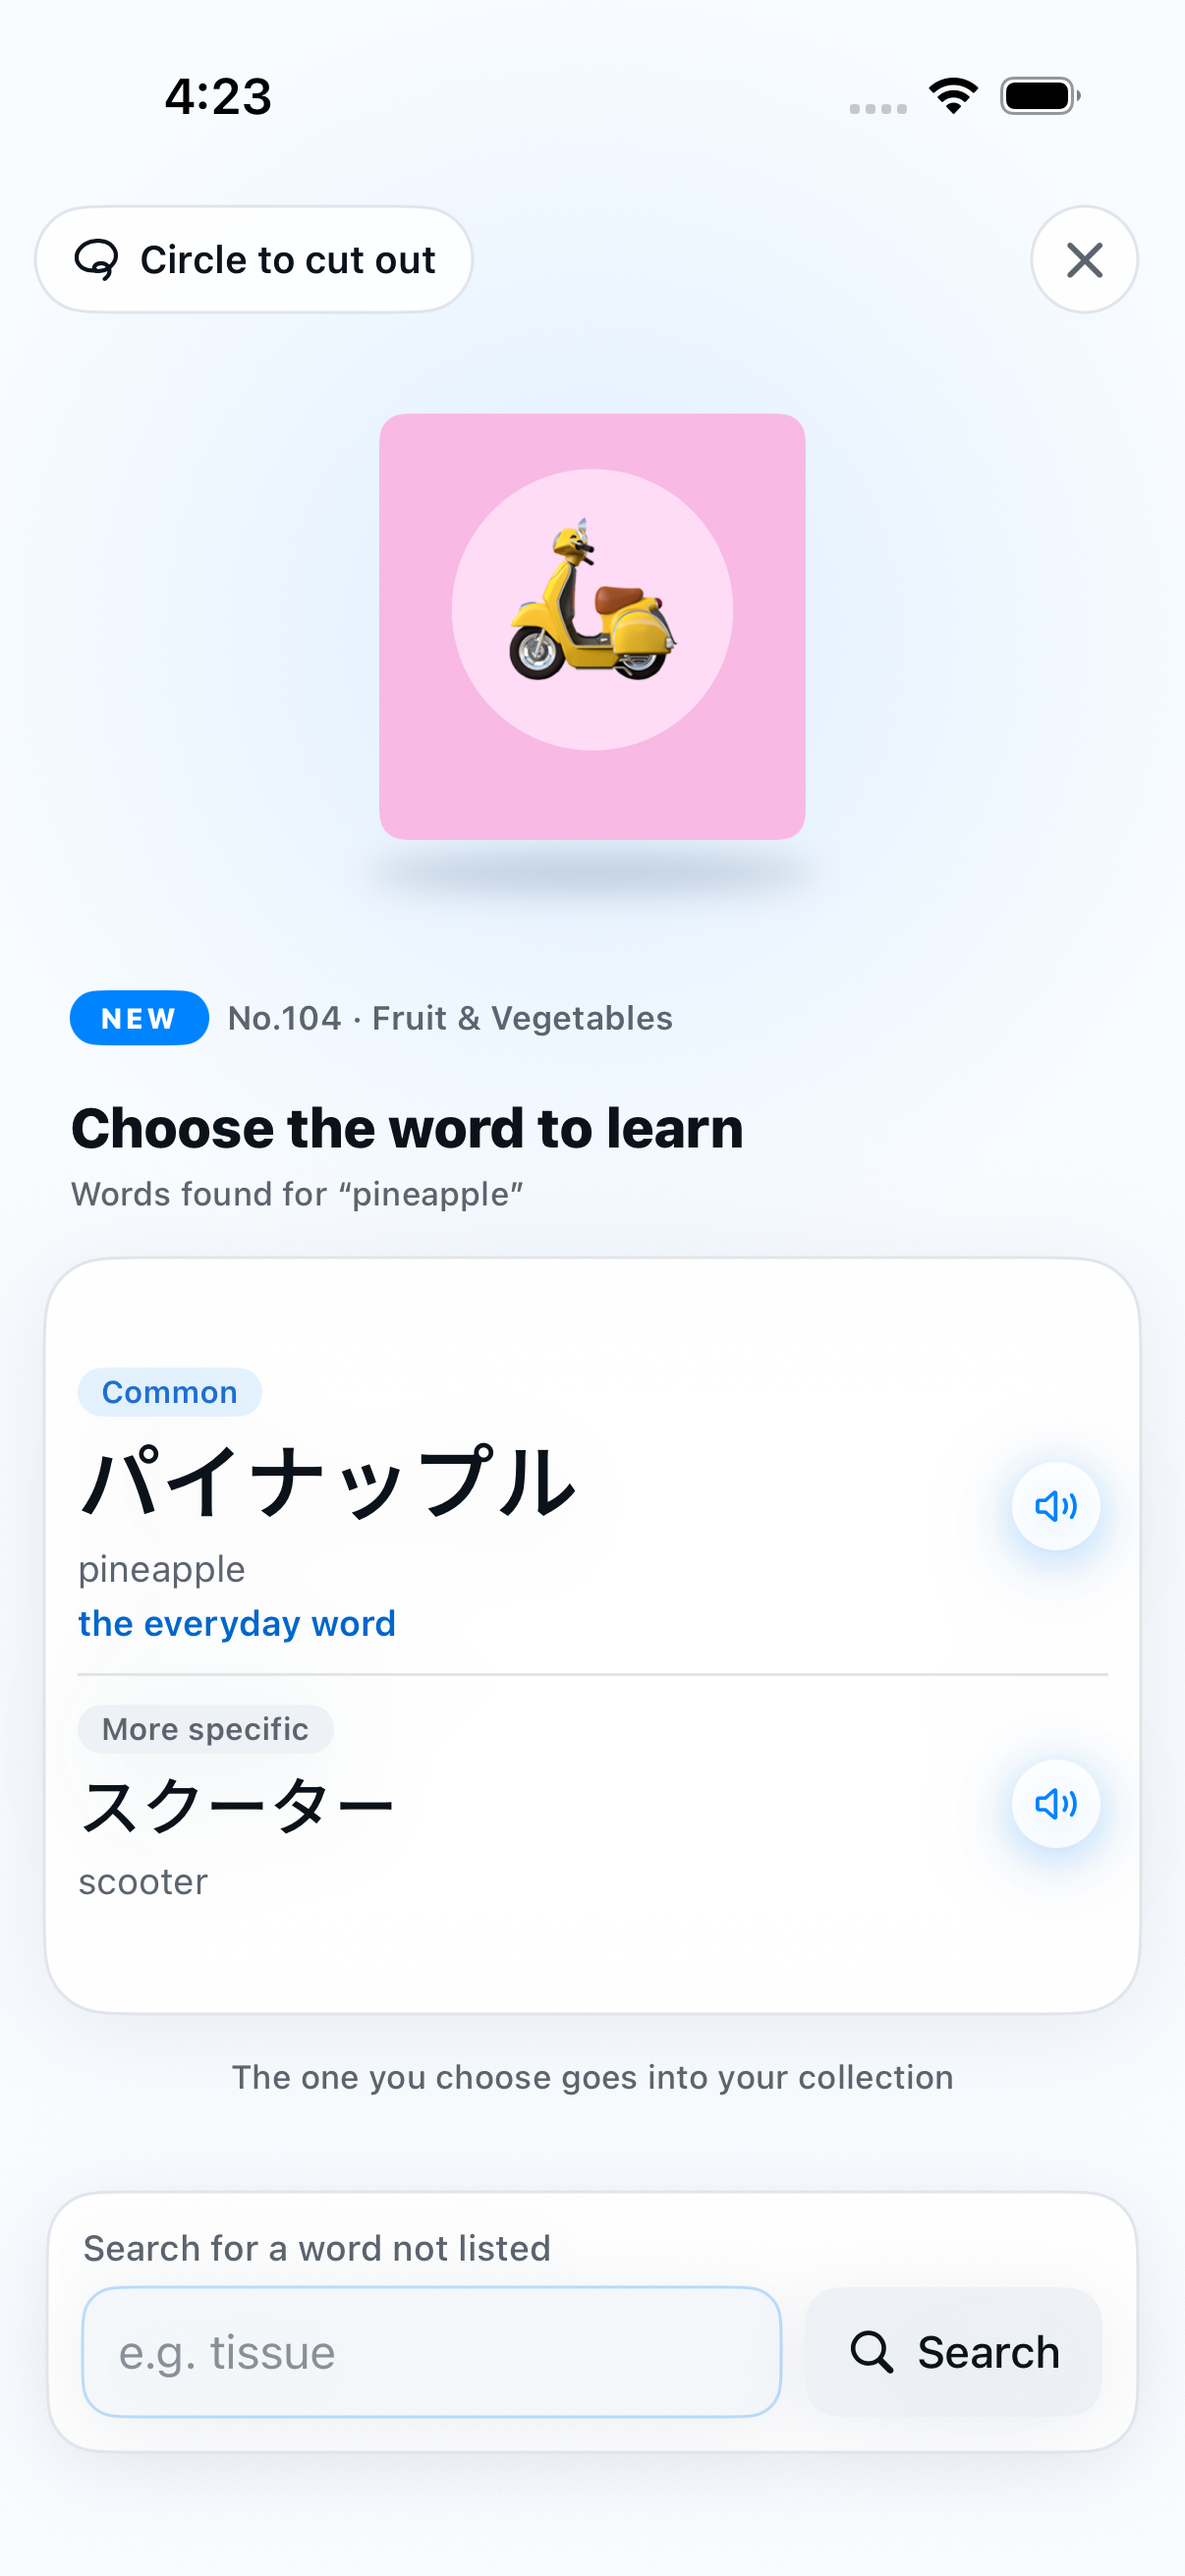 4:23
Circle to cut out
NEW No.104 · Fruit & Vegetables
Choose the word to learn
Words found for “pineapple”
Common
パイナップル
pineapple
the everyday word
More specific
スクーター
scooter
The one you choose goes into your collection
Search for a word not listed
e.g. tissue
Search